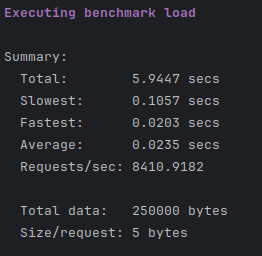 Executing benchmark load
Summary:
Total: 5.9447 secs
Slowest: 0.1057 secs
Fastest: 0.0203 secs
Average: 0.0235 secs
Requests/sec: 8410.9182
Total data: 250000 bytes
Size/request: 5 bytes